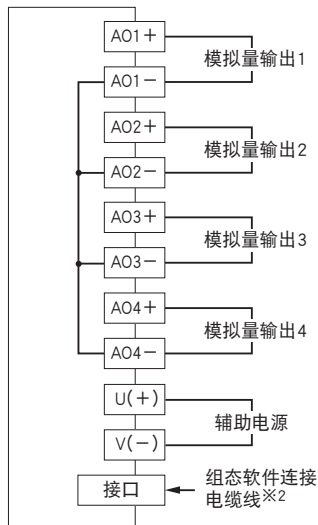 AO1+
模拟量输出1
AO1−
AO2+
模拟量输出2
AO2−
AO3+
模拟量输出3
AO3−
AO4+
模拟量输出4
AO4−
U(+)
辅助电源
V(−)
接口
组态软件连接
电缆线※2